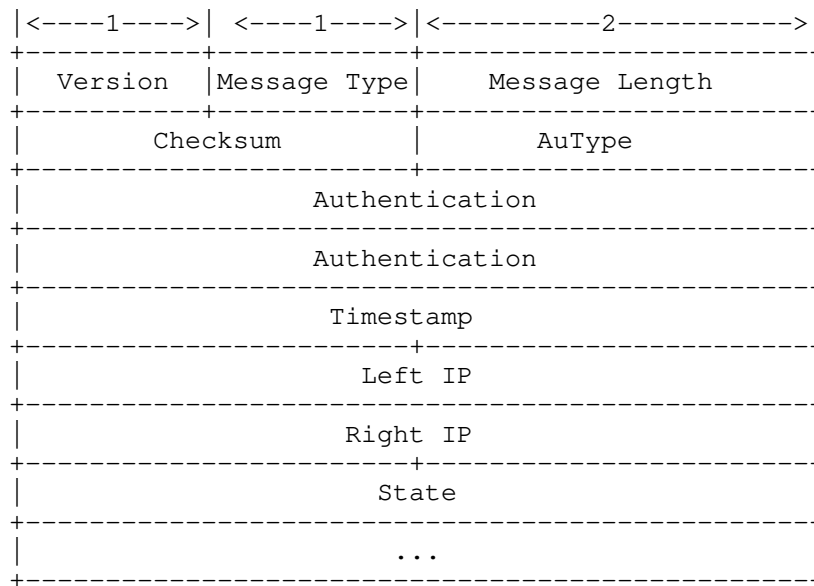 |<----1---->| <----1---->|<-----------2----------->
+-----------+------------+-------------------------
| Version |Message Type| Message Length
+-----------+------------+-------------------------
| Checksum | AuType
+------------------------+-------------------------
| Authentication
+--------------------------------------------------
| Authentication
+--------------------------------------------------
| Timestamp
+------------------------+-------------------------
| Left IP
+--------------------------------------------------
| Right IP
+------------------------+-------------------------
| State
+--------------------------------------------------
| ...
+--------------------------------------------------